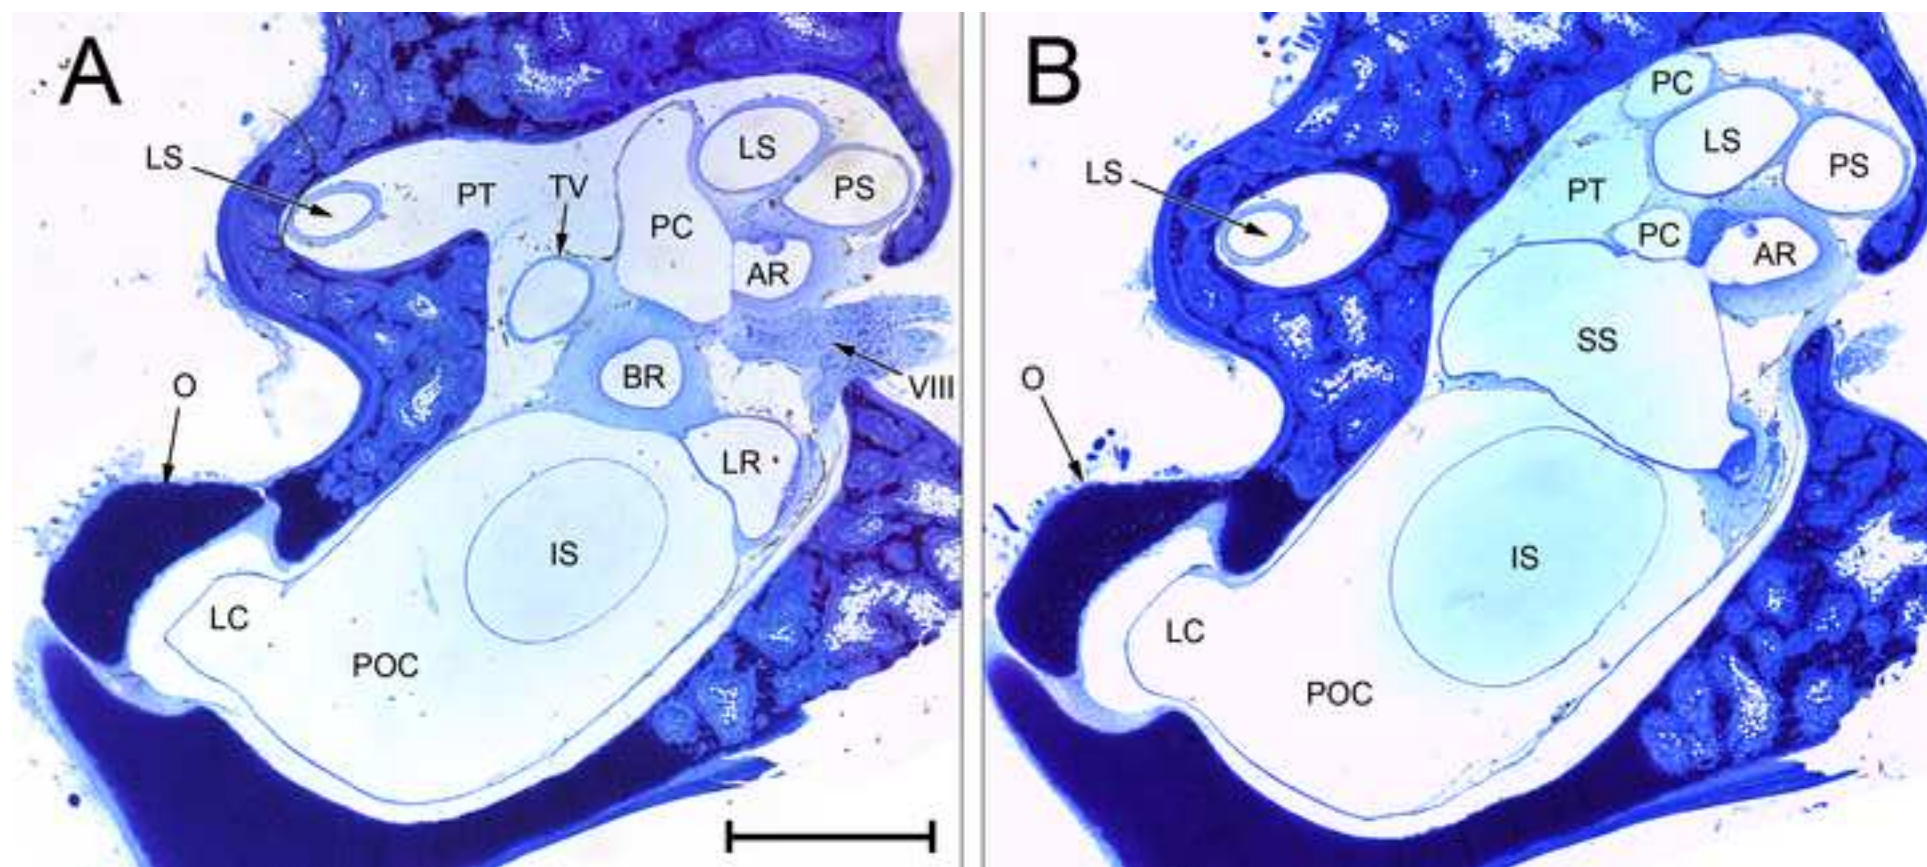 A
LS
PT
TV
PC
LS
PS
AR
BR
VIII
O
LR
IS
LC
POC
B
PC
LS
PS
LS
PT
PC
AR
SS
O
IS
LC
POC